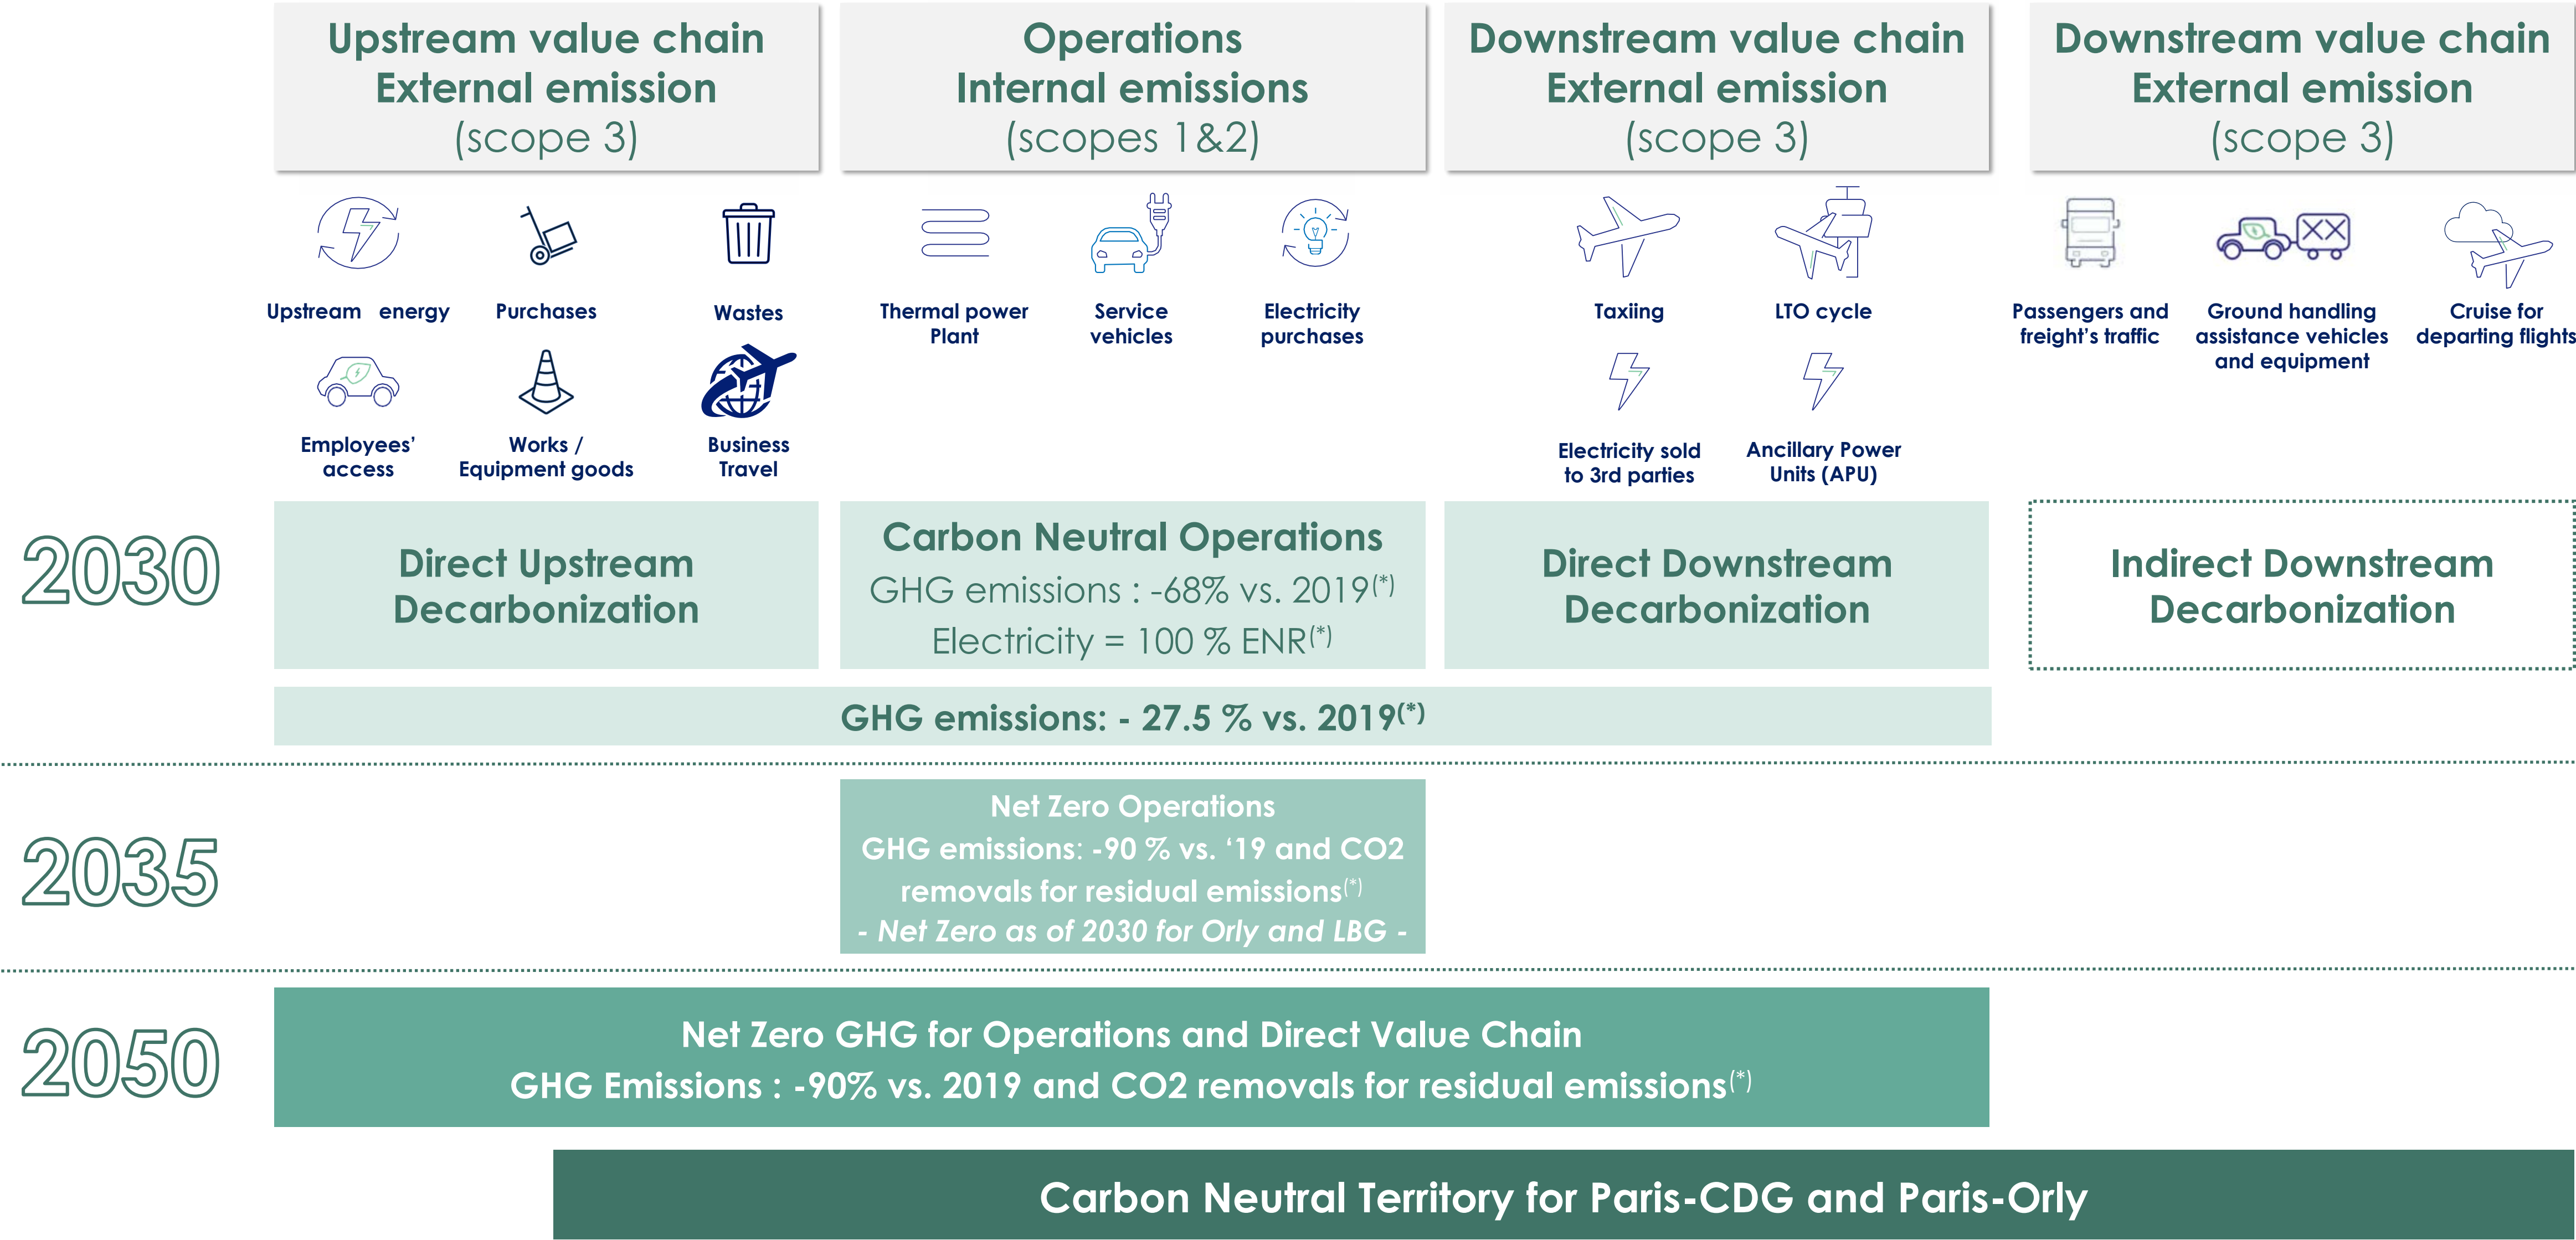 Upstream value chain
External emission
(scope 3)
Operations
Internal emissions
(scopes 1&2)
Downstream value chain
External emission
(scope 3)
Downstream value chain
External emission
(scope 3)
Upstream energy
Purchases
Wastes
Employees’
access
Works /
Equipment goods
Business
Travel
Thermal power
Plant
Service
vehicles
Electricity
purchases
Taxiing
LTO cycle
Electricity sold
to 3rd parties
Ancillary Power
Units (APU)
Passengers and
freight’s traffic
Ground handling
assistance vehicles
and equipment
Cruise for
departing flights
2030
Direct Upstream
Decarbonization
Carbon Neutral Operations
GHG emissions : -68% vs. 2019(*)
Electricity = 100 % ENR(*)
Direct Downstream
Decarbonization
Indirect Downstream
Decarbonization
GHG emissions: - 27.5 % vs. 2019(*)
2035
Net Zero Operations
GHG emissions: -90 % vs. ‘19 and CO2
removals for residual emissions(*)
- Net Zero as of 2030 for Orly and LBG -
2050
Net Zero GHG for Operations and Direct Value Chain
GHG Emissions : -90% vs. 2019 and CO2 removals for residual emissions(*)
Carbon Neutral Territory for Paris-CDG and Paris-Orly